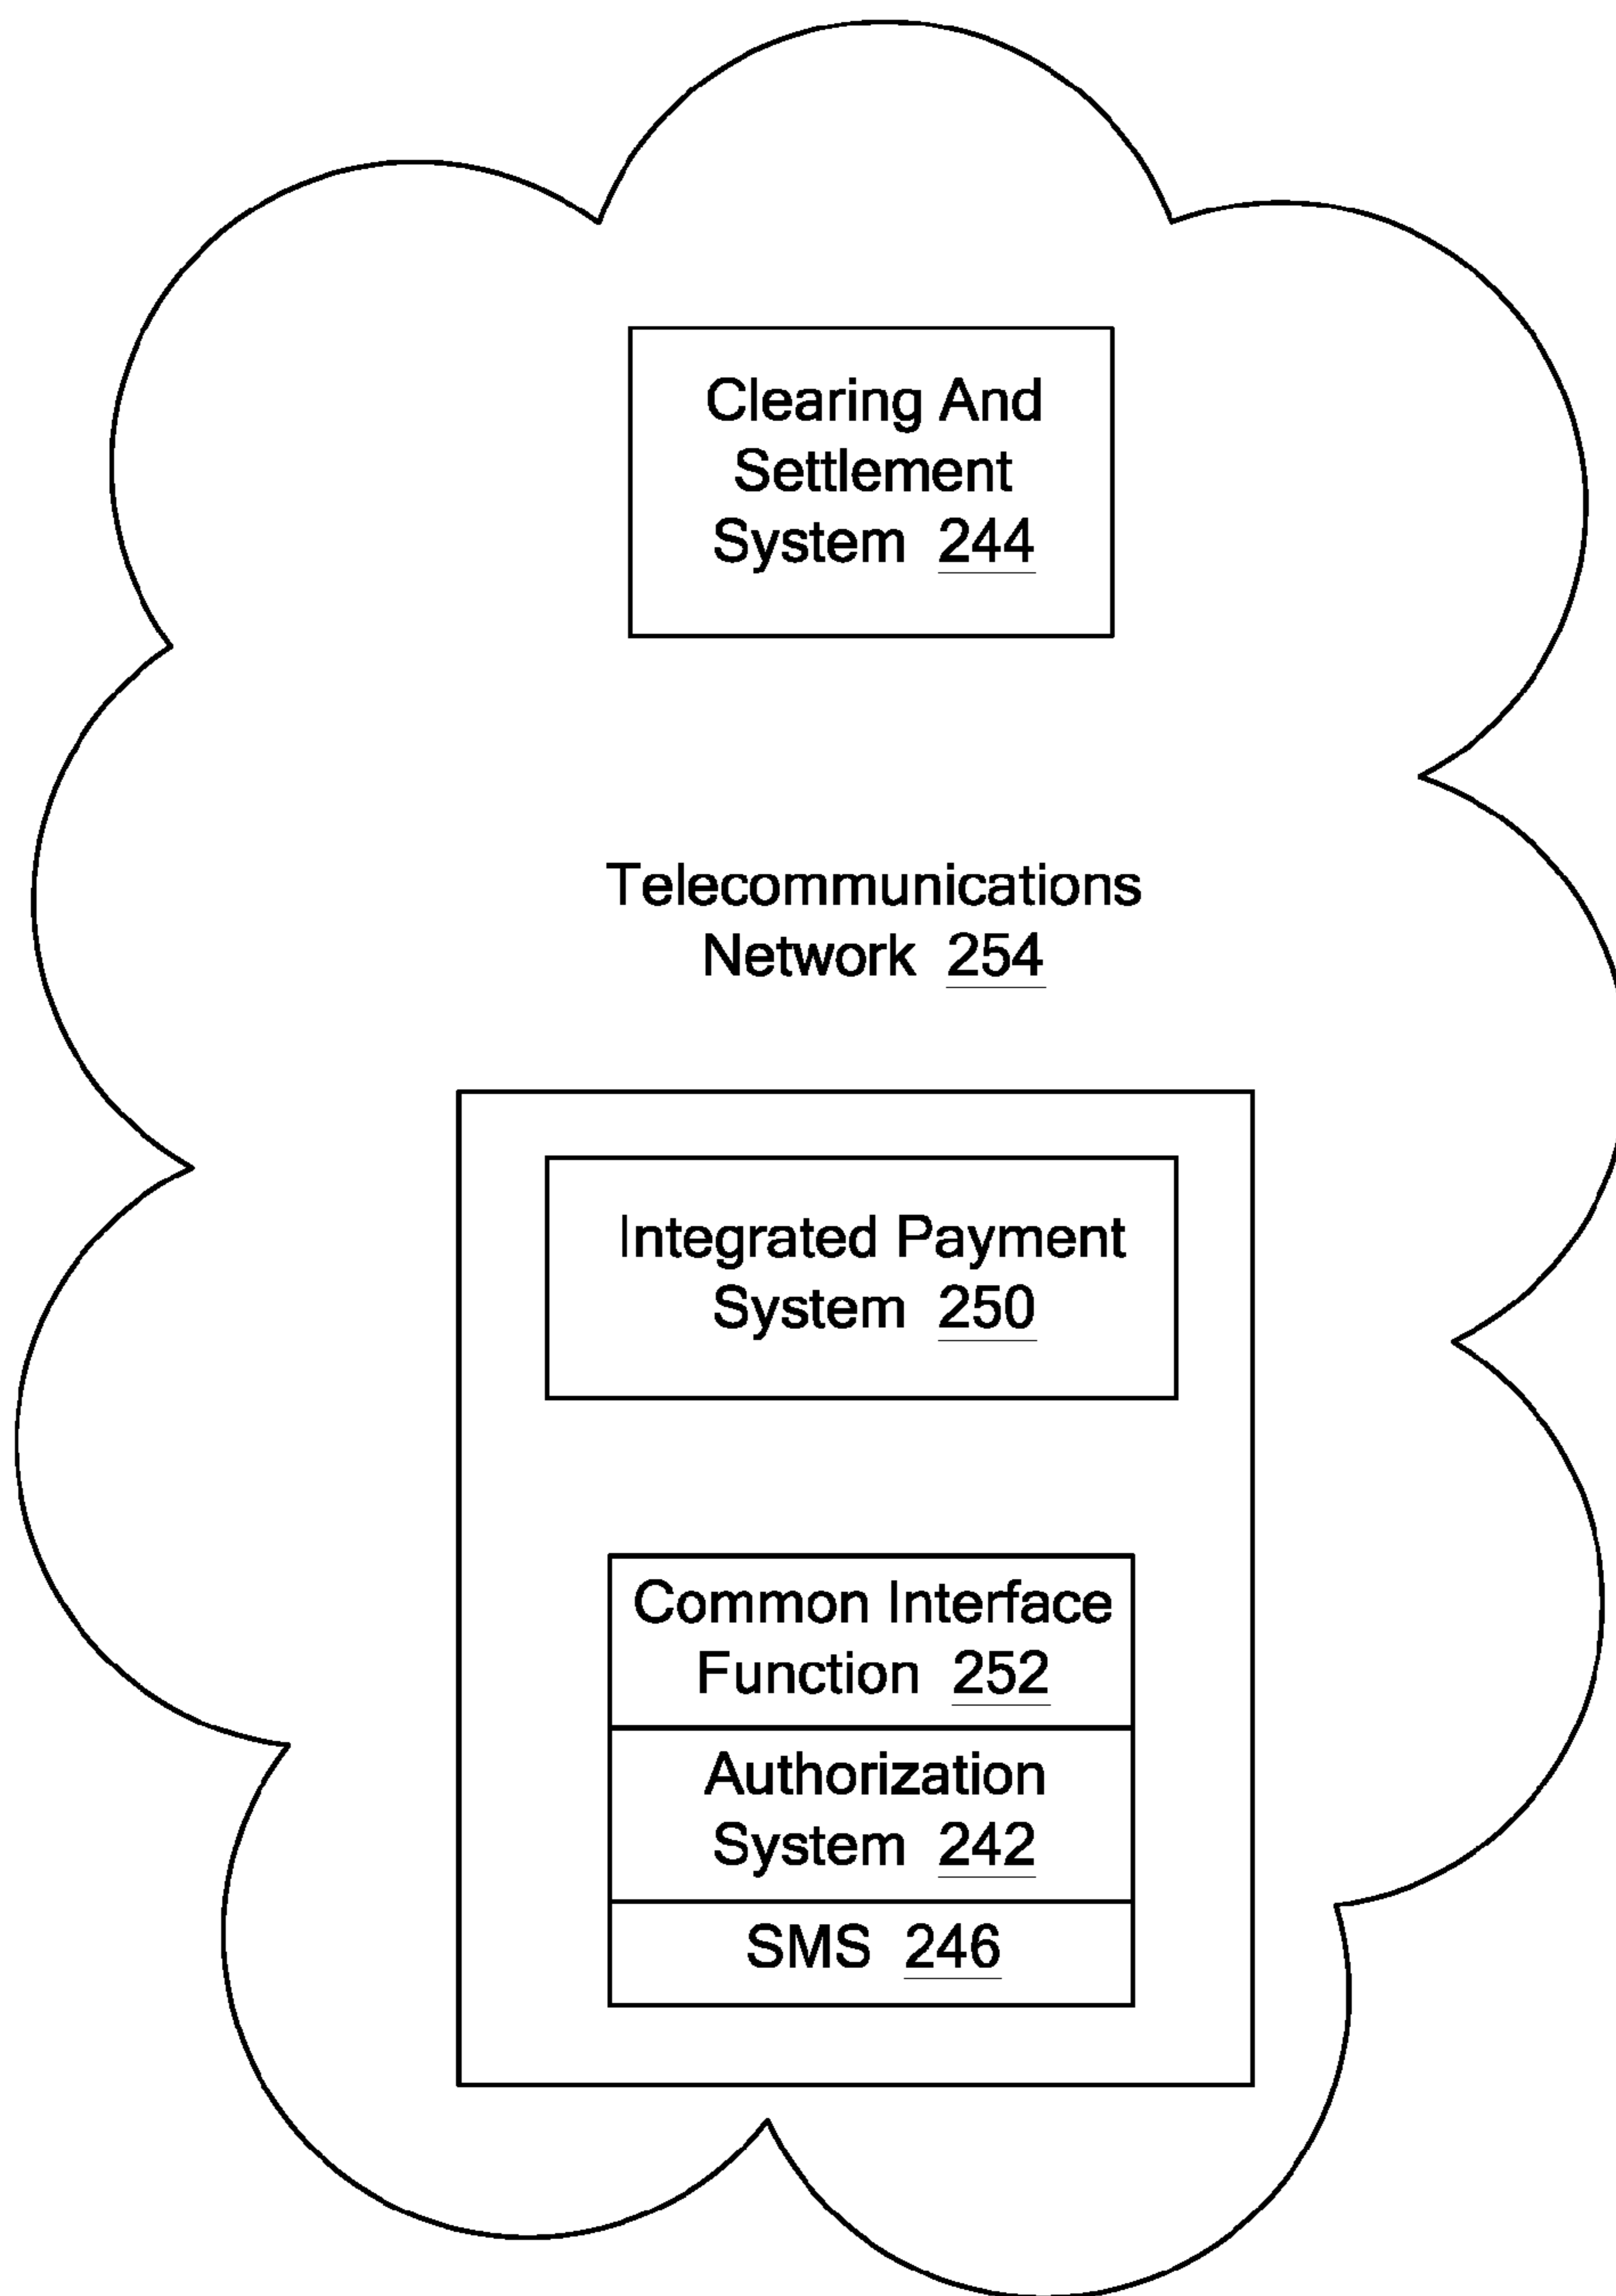 Clearing And
Settlement
System 244
Telecommunications
Network 254
Integrated Payment
System 250
Common Interface
Function 252
Authorization
System 242
SMS 246